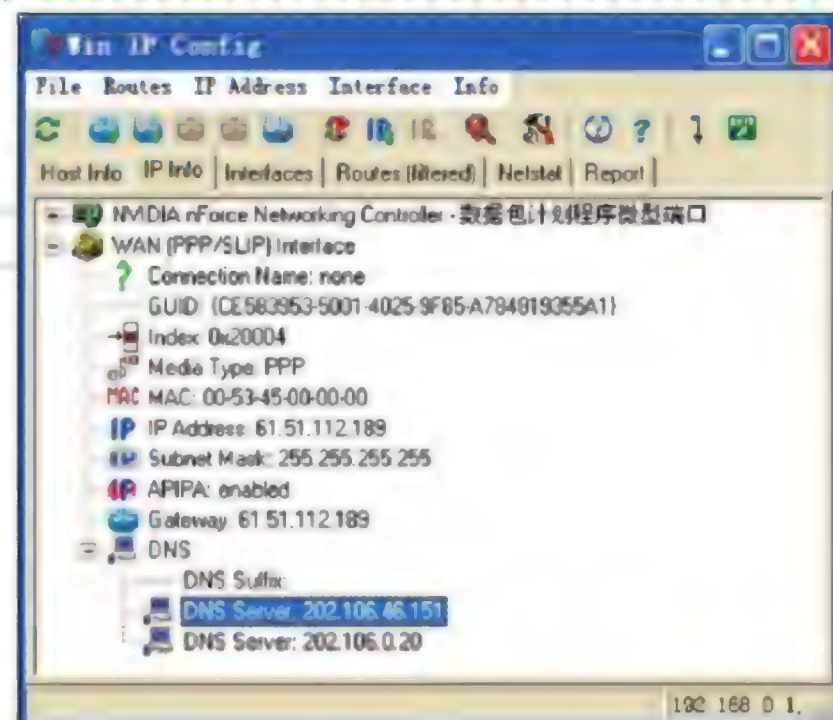 Win IP Config
File Routes IP Address Interface Info
Host Info IP Info Interfaces Routes (filtered) Netstat Report
NVIDIA nForce Networking Controller - 数据包计划程序微型端口
WAN (PPP/SLIP) Interface
Connection Name: none
GUID {CE583953-5001-4025-9F85-A784819355A1}
Index 0x20004
Media Type: PPP
MAC MAC: 00-53-45-00-00-00
IP IP Address 61.51.112.189
Subnet Mask: 255.255.255.255
IP APIPA: enabled
Gateway 61.51.112.189
DNS
DNS Suffix:
DNS Server: 202.106.46.151
DNS Server: 202.106.0.20
192.168.0.1.